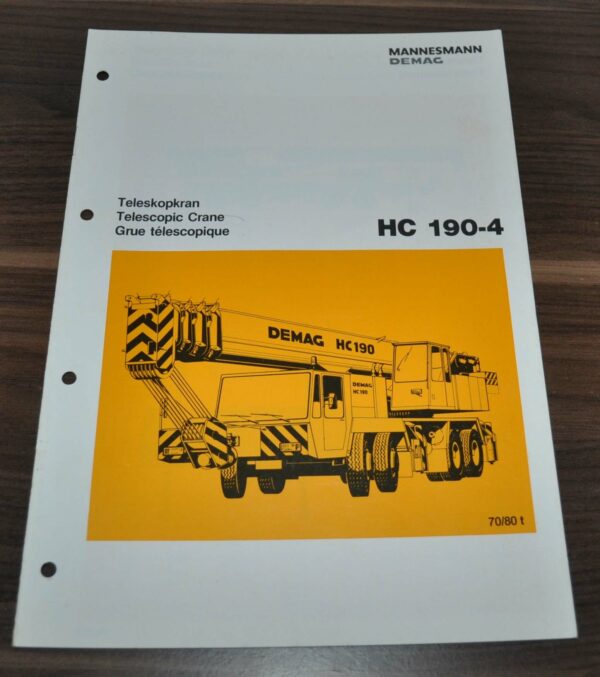 MANNESMANN
DEMAG
Teleskopkran
Telescopic Crane
Grue télescopique
HC 190-4
DEMAG HC190
DEMAG
HC 190
70/80 t